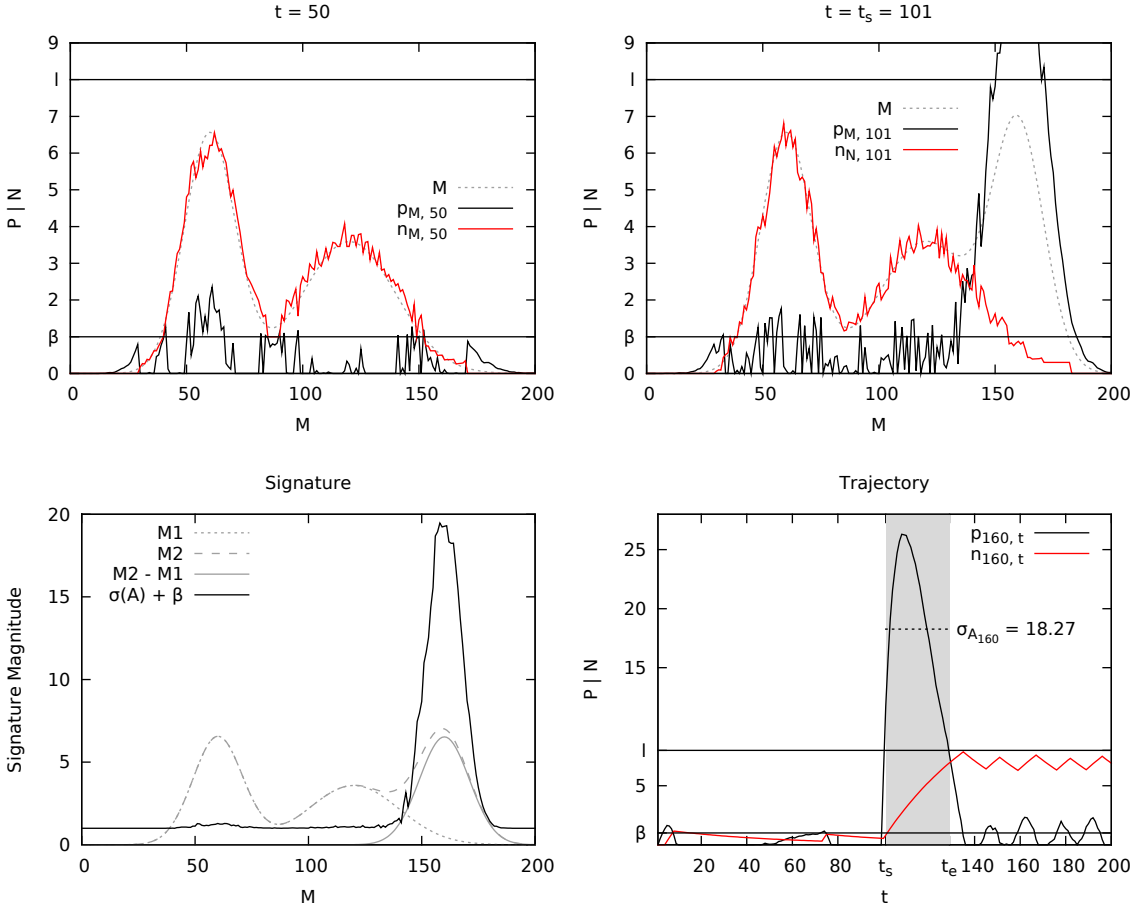 t = 50
9
I
7
6
5
4
3
2
β
0
P | N
M
p_M, 50
n_M, 50
0 50 100 150 200
M
t = t_s = 101
9
I
7
6
5
4
3
2
β
0
P | N
M
p_M, 101
n_N, 101
0 50 100 150 200
M
Signature
20
15
10
5
0
Signature Magnitude
M1
M2
M2 - M1
σ(A) + β
0 50 100 150 200
M
Trajectory
25
20
25
I
5
β
P | N
p_160, t
n_160, t
σ_A_160 = 18.27
20 40 60 80 t_s t_e 140 160 180 200
t